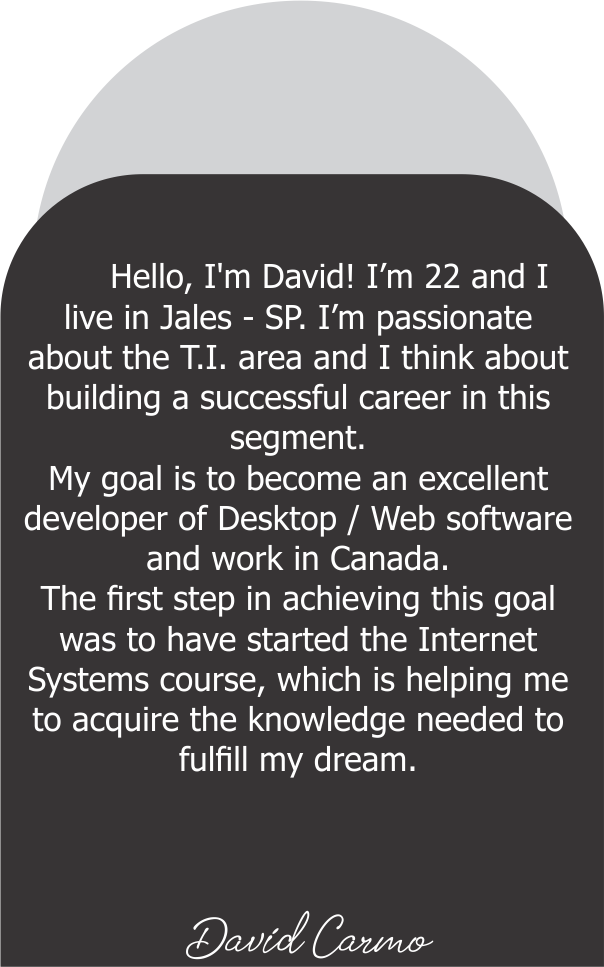 Hello, I'm David! I’m 22 and I
live in Jales - SP. I’m passionate
about the T.I. area and I think about
building a successful career in this
segment.
My goal is to become an excellent
developer of Desktop / Web software
and work in Canada.
The first step in achieving this goal
was to have started the Internet
Systems course, which is helping me
to acquire the knowledge needed to
fulfill my dream.
David Carmo